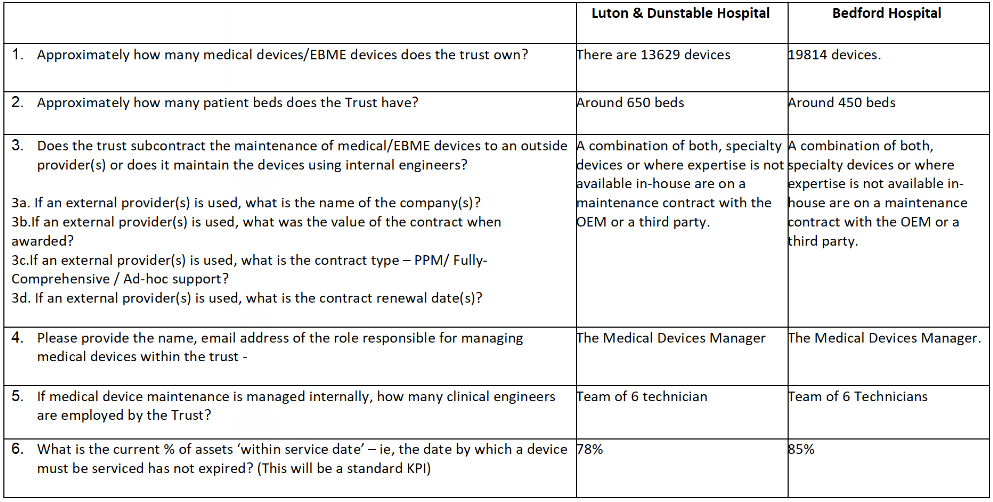 Luton & Dunstable Hospital
Bedford Hospital
1. Approximately how many medical devices/EBME devices does the trust own?
There are 13629 devices
19814 devices.
2. Approximately how many patient beds does the Trust have?
Around 650 beds
Around 450 beds
3. Does the trust subcontract the maintenance of medical/EBME devices to an outside
provider(s) or does it maintain the devices using internal engineers?
3a. If an external provider(s) is used, what is the name of the company(s)?
3b.If an external provider(s) is used, what was the value of the contract when
awarded?
3c.If an external provider(s) is used, what is the contract type – PPM/ Fully-
Comprehensive / Ad-hoc support?
3d. If an external provider(s) is used, what is the contract renewal date(s)?
A combination of both, specialty
devices or where expertise is not
available in-house are on a
maintenance contract with the
OEM or a third party.
A combination of both,
specialty devices or where
expertise is not available in-
house are on a maintenance
contract with the OEM or a
third party.
4. Please provide the name, email address of the role responsible for managing
medical devices within the trust -
The Medical Devices Manager
The Medical Devices Manager.
5. If medical device maintenance is managed internally, how many clinical engineers
are employed by the Trust?
Team of 6 technician
Team of 6 Technicians
6. What is the current % of assets ‘within service date’ – ie, the date by which a device
must be serviced has not expired? (This will be a standard KPI)
78%
85%